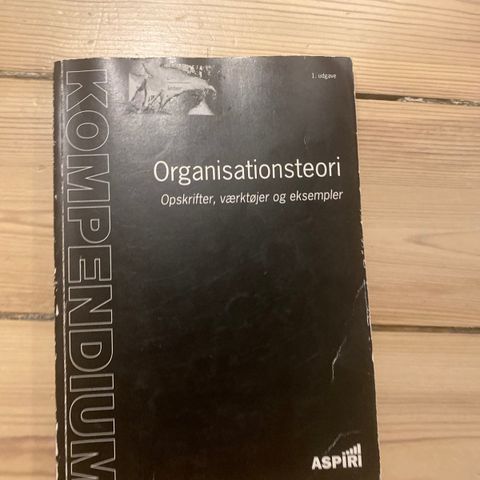 1. udgave
KOMPENDIUM
Organisationsteori
Opskrifter, værktøjer og eksempler
ASPIRI